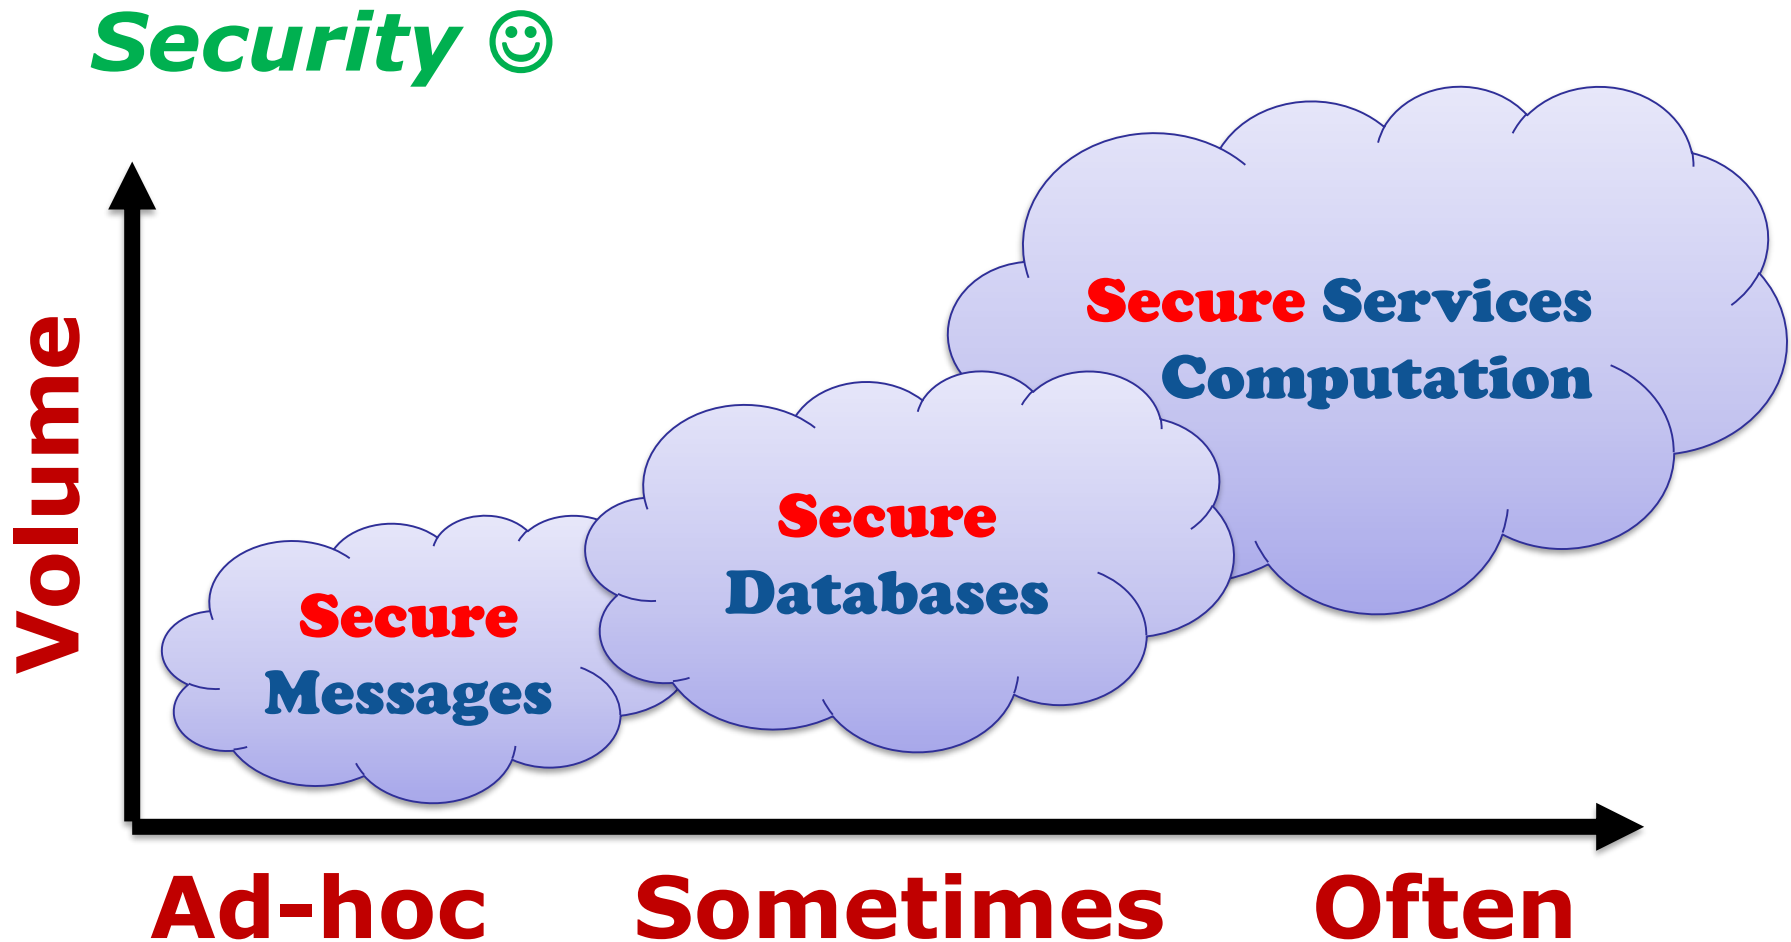 Security ☺
Volume
Secure Services
Computation
Secure
Databases
Secure
Messages
Ad-hoc Sometimes Often